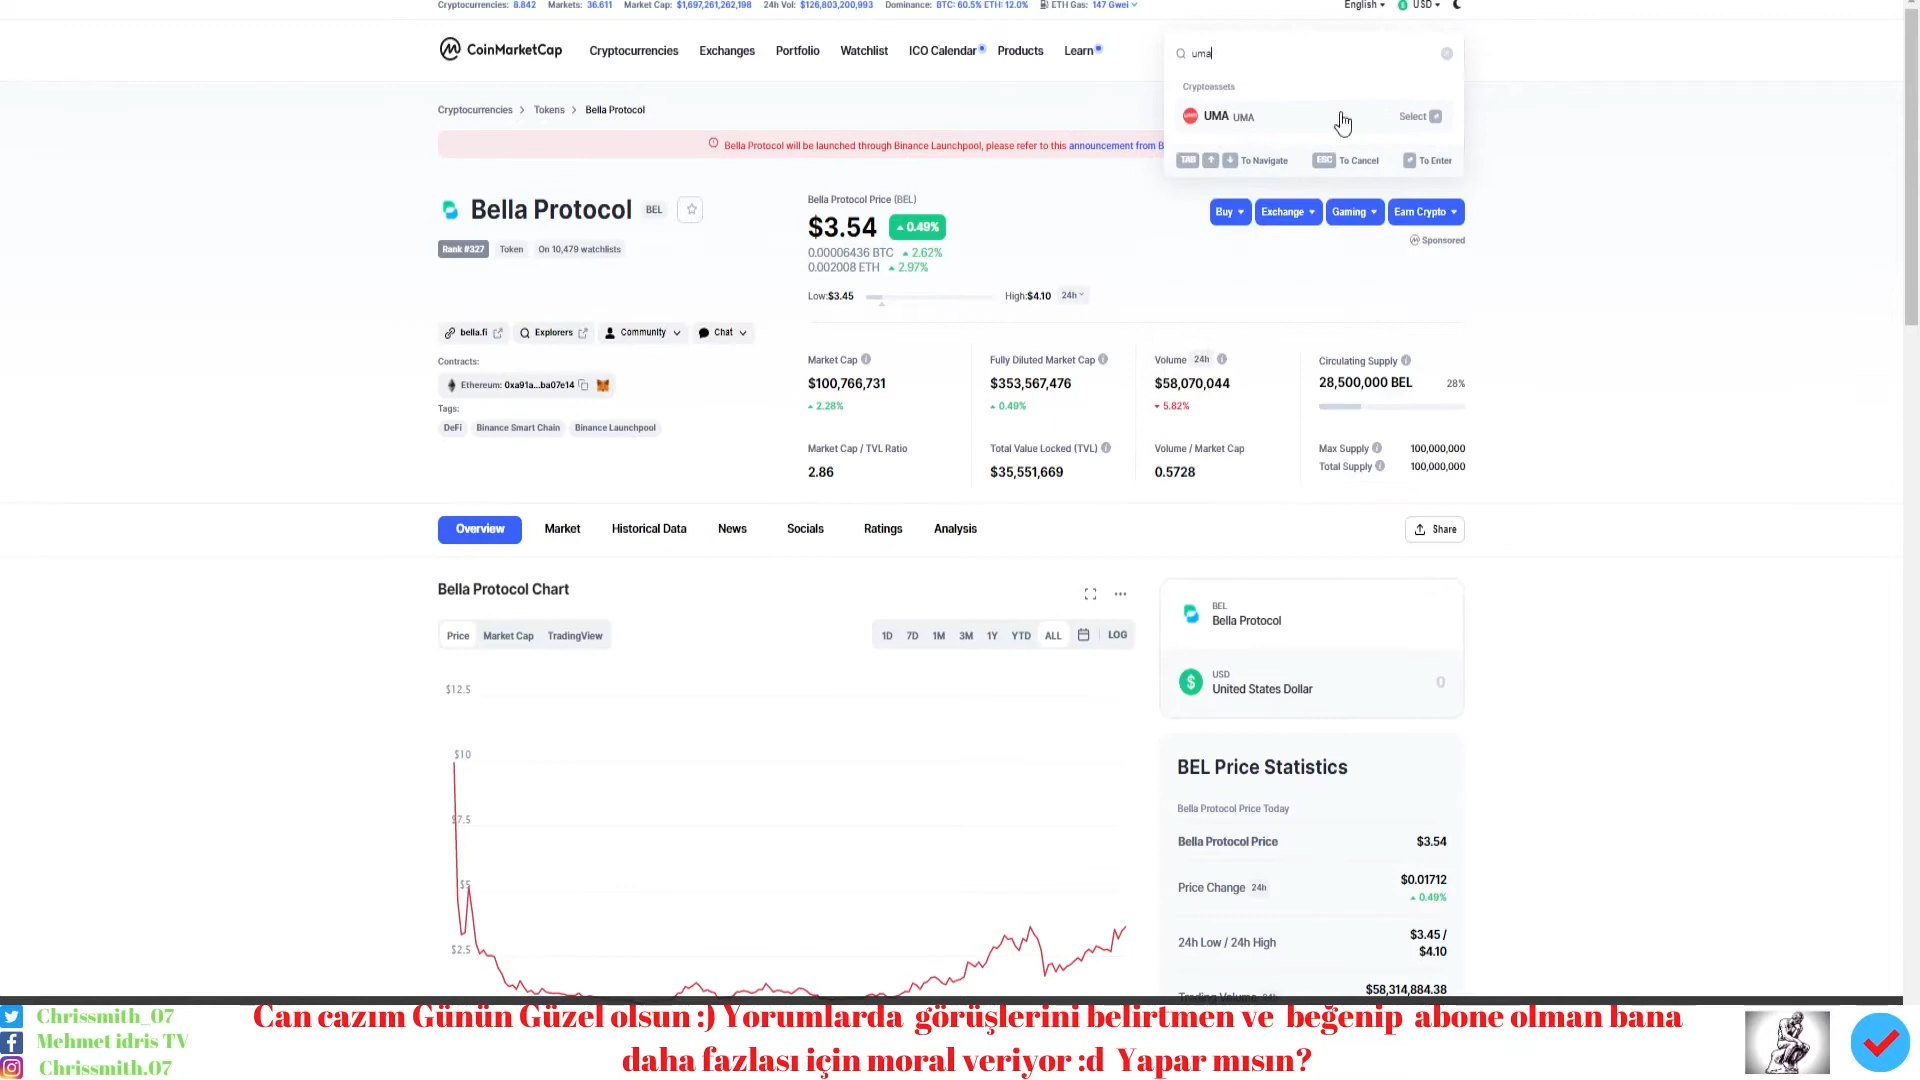 Cryptocurrencies: 8.842 Markets: 36.611 Market Cap: $1,697,261,262,198 24h Vol: $126,803,200,993 Dominance: BTC: 60.5% ETH: 12.0% ETH Gas: 147 Gwei English USD
CoinMarketCap Cryptocurrencies Exchanges Portfolio Watchlist ICO Calendar Products Learn
uma
Cryptoassets
UMA UMA Select
TAB To Navigate ESC To Cancel To Enter
Cryptocurrencies > Tokens > Bella Protocol
Bella Protocol will be launched through Binance Launchpool, please refer to this announcement from B
Bella Protocol BEL
Rank #327 Token On 10,479 watchlists
Bella Protocol Price (BEL)
$3.54 0.49%
0.00006436 BTC 2.62%
0.002008 ETH 2.97%
Low:$3.45 High:$4.10 24h
Buy Exchange Gaming Earn Crypto
Sponsored
bella.fi Explorers Community Chat
Contracts:
Ethereum: 0xa91a...ba07e14
Tags:
DeFi Binance Smart Chain Binance Launchpool
Market Cap Fully Diluted Market Cap Volume 24h Circulating Supply
$100,766,731 $353,567,476 $58,070,044 28,500,000 BEL 28%
2.28% 0.49% 5.82%
Market Cap / TVL Ratio Total Value Locked (TVL) Volume / Market Cap Max Supply 100,000,000
2.86 $35,551,669 0.5728 Total Supply 100,000,000
Overview Market Historical Data News Socials Ratings Analysis Share
Bella Protocol Chart
Price Market Cap TradingView 1D 7D 1M 3M 1Y YTD ALL LOG
$12.5
$10
$7.5
$5
$2.5
BEL
Bella Protocol
USD
United States Dollar 0
BEL Price Statistics
Bella Protocol Price Today
Bella Protocol Price $3.54
Price Change 24h $0.01712
0.49%
24h Low / 24h High $3.45 /
$4.10
Trading Volume 24h $58,314,884.38
Chrissmith_07
Mehmet idris TV
Chrissmith.07
Can cazım Günün Güzel olsun :) Yorumlarda görüşlerini belirtmen ve beğenip abone olman bana
daha fazlası için moral veriyor :d Yapar mısın?